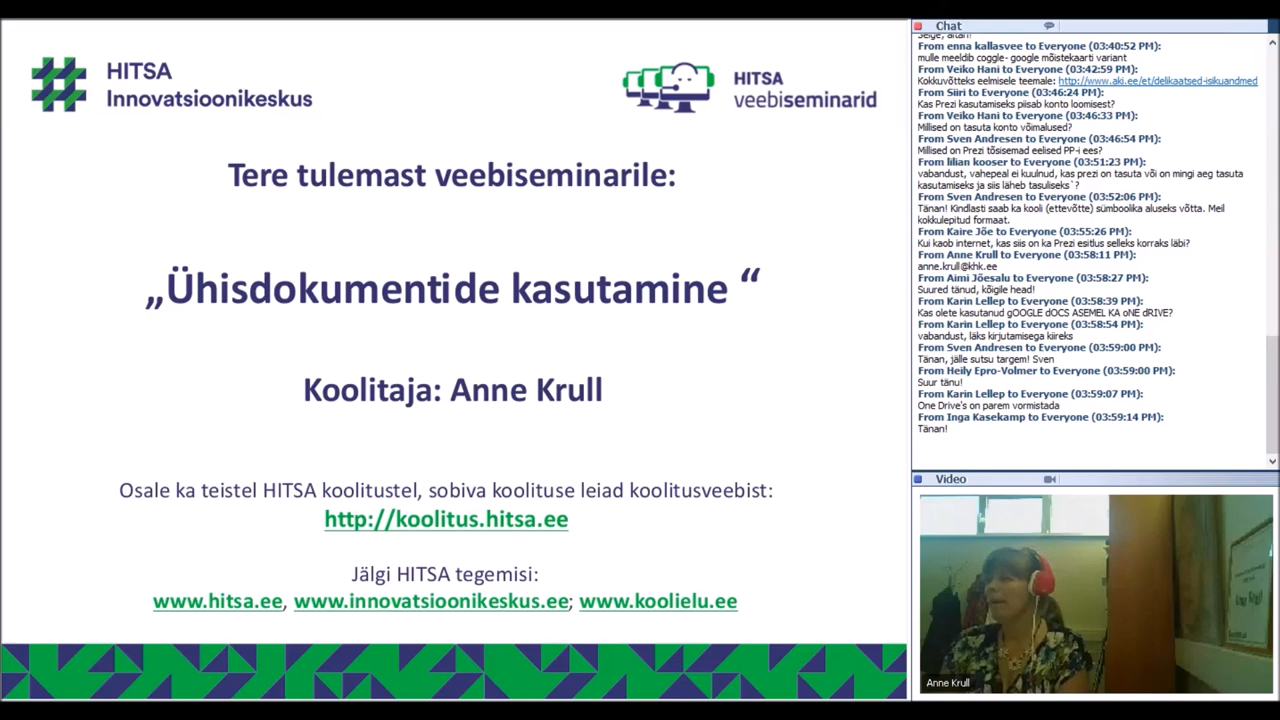 HITSA
Innovatsioonikeskus
HITSA
veebiseminarid
Tere tulemast veebiseminarile:
„Ühisdokumentide kasutamine “
Koolitaja: Anne Krull
Osale ka teistel HITSA koolitustel, sobiva koolituse leiad koolitusveebist:
http://koolitus.hitsa.ee
Jälgi HITSA tegemisi:
www.hitsa.ee, www.innovatsioonikeskus.ee; www.koolielu.ee
Chat
Selge, aitäh!
From enna kallasvee to Everyone (03:40:52 PM):
mulle meeldib coggle- google mõistekaarti variant
From Veiko Hani to Everyone (03:42:59 PM):
Kokkuvõtteks eelmisele teemale: http://www.aki.ee/et/delikaatsed-isikuandmed
From Siiri to Everyone (03:46:24 PM):
Kas Prezi kasutamiseks piisab konto loomisest?
From Veiko Hani to Everyone (03:46:33 PM):
Millised on tasuta konto võimalused?
From Sven Andresen to Everyone (03:46:54 PM):
Millised on Prezi tõsisemad eelised PP-i ees?
From lilian kooser to Everyone (03:51:23 PM):
vabandust, vahepeal ei kuulnud, kas prezi on tasuta või on mingi aeg tasuta
kasutamiseks ja siis läheb tasuliseks`?
From Sven Andresen to Everyone (03:52:06 PM):
Tänan! Kindlasti saab ka kooli (ettevõtte) sümboolika aluseks võtta. Meil
kokkulepitud formaat.
From Kaire Jõe to Everyone (03:55:26 PM):
Kui kaob internet, kas siis on ka Prezi esitlus selleks korraks läbi?
From Anne Krull to Everyone (03:58:11 PM):
anne.krull@khk.ee
From Aimi Jõesalu to Everyone (03:58:27 PM):
Suured tänud, kõigile head!
From Karin Lellep to Everyone (03:58:39 PM):
Kas olete kasutanud gOOGLE dOCS ASEMEL KA oNE dRIVE?
From Karin Lellep to Everyone (03:58:54 PM):
vabandust, läks kirjutamisega kiireks
From Sven Andresen to Everyone (03:59:00 PM):
Tänan, jälle sutsu targem! Sven
From Heily Epro-Volmer to Everyone (03:59:00 PM):
Suur tänu!
From Karin Lellep to Everyone (03:59:07 PM):
One Drive's on parem vormistada
From Inga Kasekamp to Everyone (03:59:14 PM):
Tänan!
Video
Anne Krull